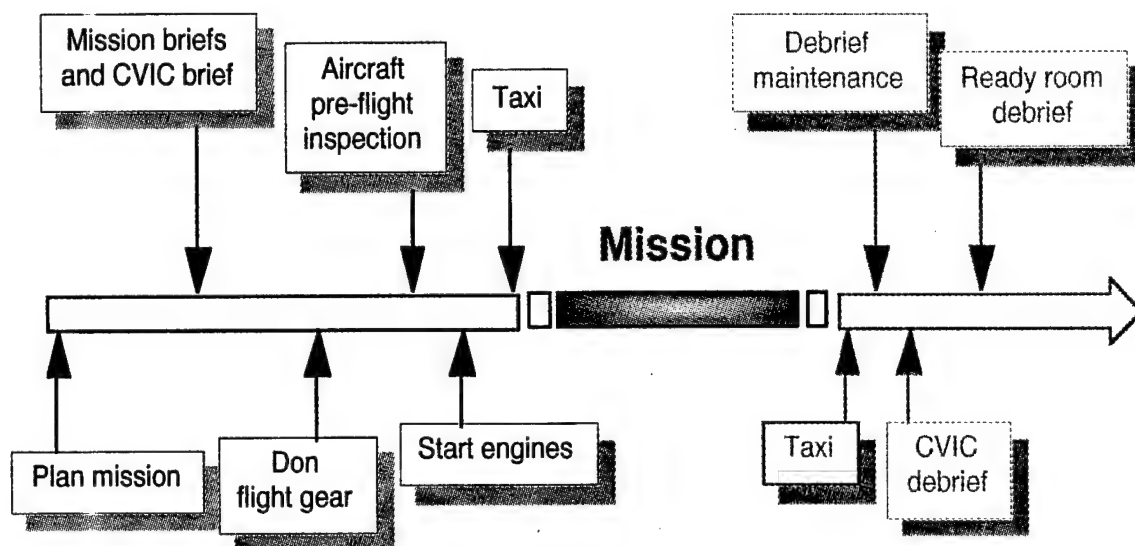 Mission briefs
and CVIC brief
Aircraft
pre-flight
inspection
Taxi
Debrief
maintenance
Ready room
debrief
Mission
Plan mission
Don
flight gear
Start engines
Taxi
CVIC
debrief